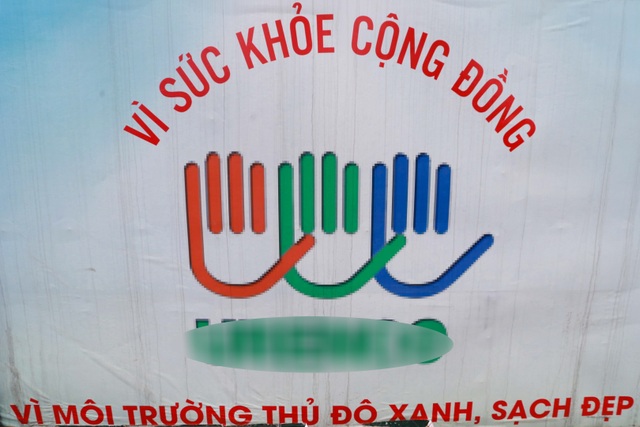 VÌ SỨC KHỎE CỘNG ĐỒNG
VÌ MÔI TRƯỜNG THỦ ĐÔ XANH, SẠCH ĐẸP